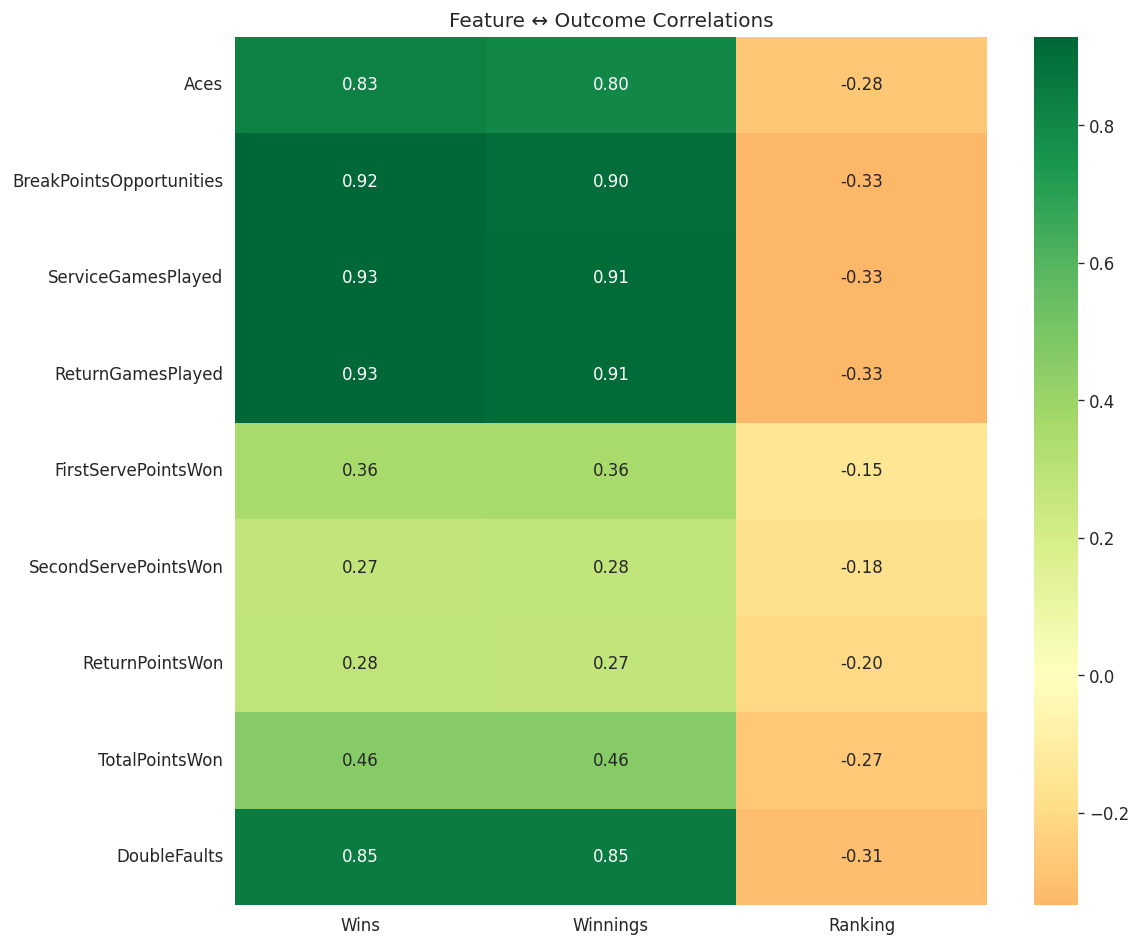 Feature ↔ Outcome Correlations
Aces 0.83 0.80 -0.28
0.8
BreakPointsOpportunities 0.92 0.90 -0.33
0.6
ServiceGamesPlayed 0.93 0.91 -0.33
ReturnGamesPlayed 0.93 0.91 -0.33
0.4
FirstServePointsWon 0.36 0.36 -0.15
0.2
SecondServePointsWon 0.27 0.28 -0.18
ReturnPointsWon 0.28 0.27 -0.20
0.0
TotalPointsWon 0.46 0.46 -0.27
−0.2
DoubleFaults 0.85 0.85 -0.31
Wins Winnings Ranking